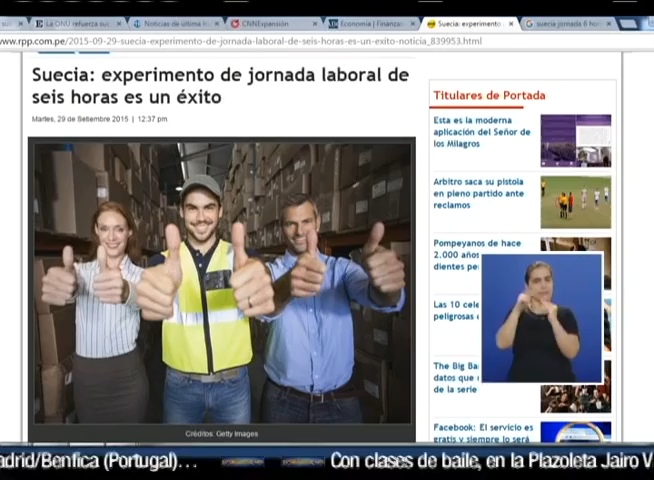 La DNU refuerza su
Noticias de última h
CNNExpansión
Economía | Finanzas
Suecia: experimento
suecia jornada 6 hor
ww.rpp.com.pe/2015-09-29-suecia-experimento-de-jornada-laboral-de-seis-horas-es-un-exito-noticia_839953.html
Suecia: experimento de jornada laboral de
seis horas es un éxito
Martes, 29 de Setiembre 2015 | 12:37 pm
Créditos: Getty Images
Titulares de Portada
Esta es la moderna
aplicación del Señor de
los Milagros
Arbitro saca su pistola
en pleno partido ante
reclamos
Pompeyanos de hace
2.000 años
dientes pe
Las 10 cele
peligrosas
The Big Ba
datos que
de la serie
Facebook: El servicio es
gratis y siempre lo será
adrid/Benfica (Portugal)...
Con clases de baile, en la Plazoleta Jairo V